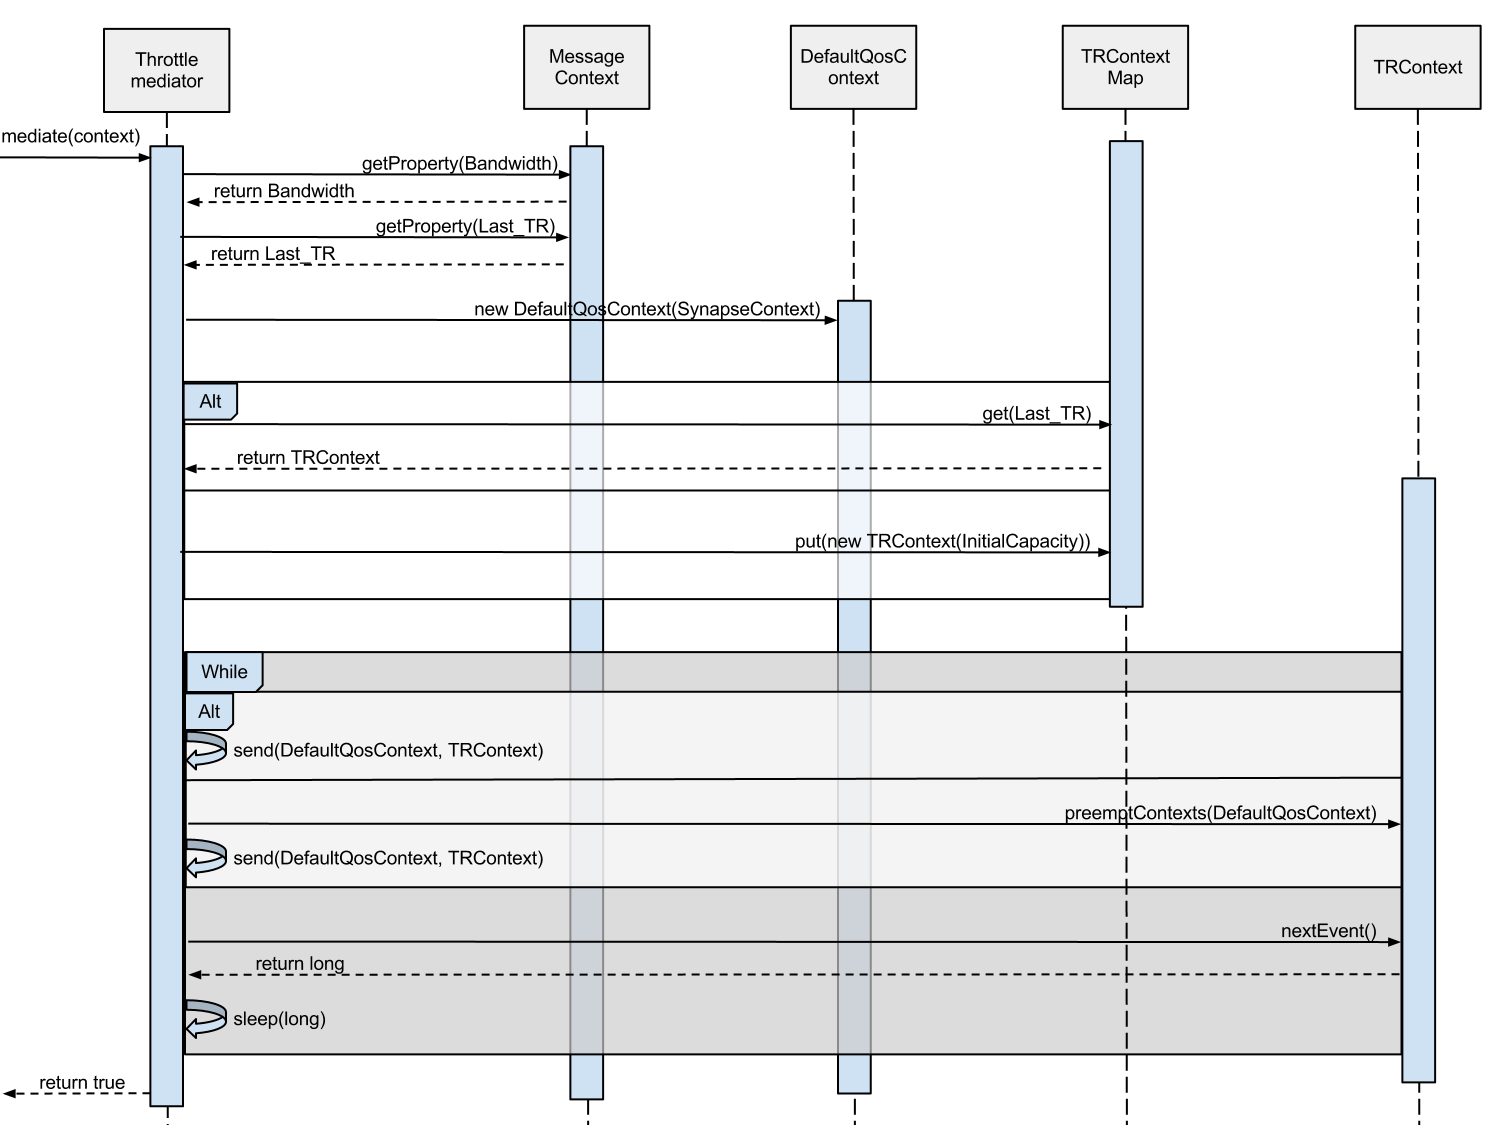 Throttle
mediator
Message
Context
DefaultQosC
ontext
TRContext
Map
TRContext
mediate(context)
getProperty(Bandwidth)
return Bandwidth
getProperty(Last_TR)
return Last_TR
new DefaultQosContext(SynapseContext)
Alt
get(Last_TR)
return TRContext
put(new TRContext(InitialCapacity))
While
Alt
send(DefaultQosContext, TRContext)
preemptContexts(DefaultQosContext)
send(DefaultQosContext, TRContext)
nextEvent()
return long
sleep(long)
return true